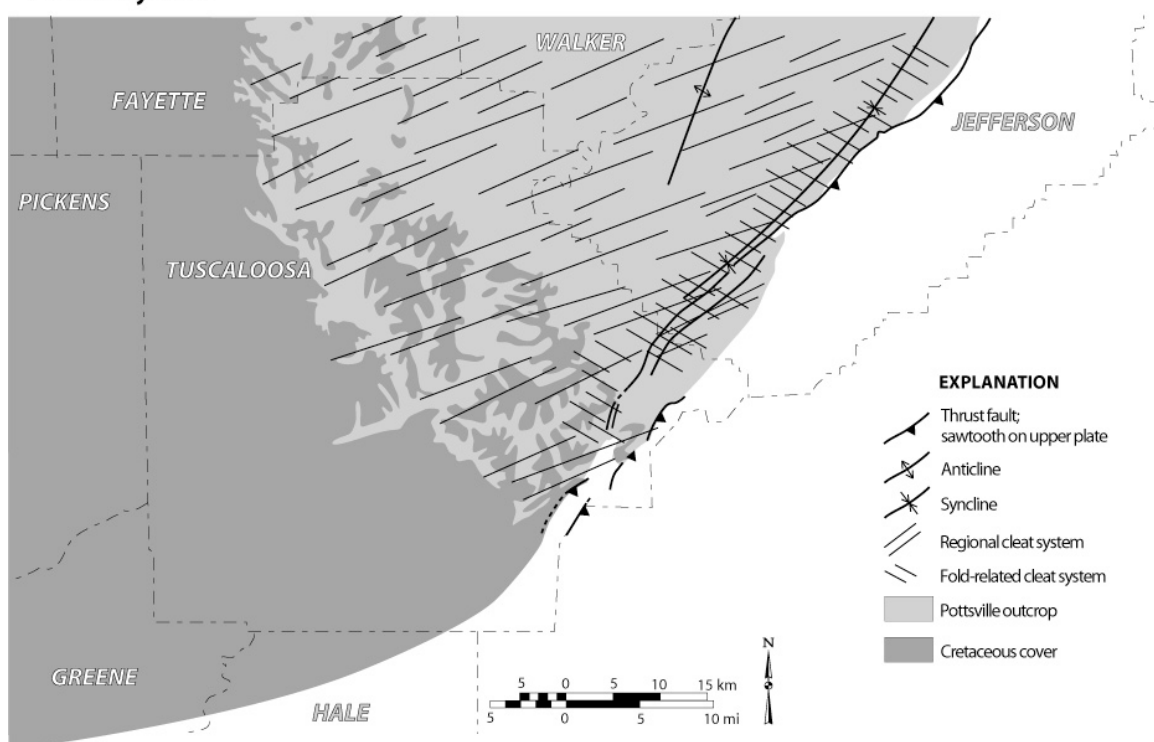 WALKER
FAYETTE
JEFFERSON
PICKENS
TUSCALOOSA
EXPLANATION
Thrust fault;
sawtooth on upper plate
Anticline
Syncline
Regional cleat system
Fold-related cleat system
Pottsville outcrop
Cretaceous cover
N
GREENE
HALE
5 0 5 10 15 km
5 0 5 10 mi